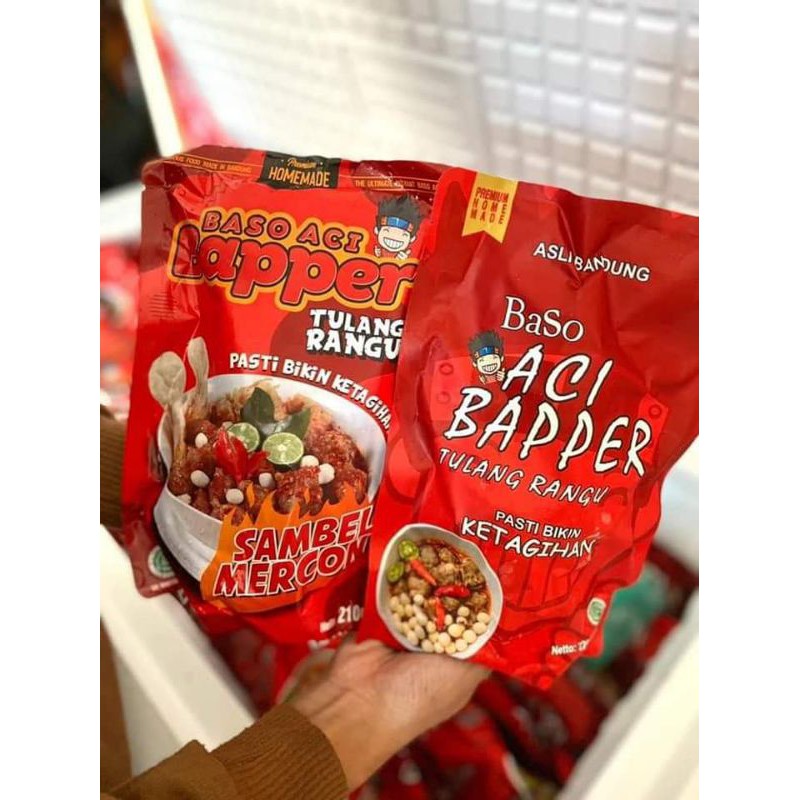 Premium
HOMEMADE
BASO ACI
Bapper
TULANG
RANGU
PASTI BIKIN KETAGIHAN
SAMBEL
MERCON
PREMIUM
HOME
MADE
ASLI BANDUNG
BaSo
ACI
BAPPER
TULANG RANGU
PASTI BIKIN
KETAGIHAN
Netto: